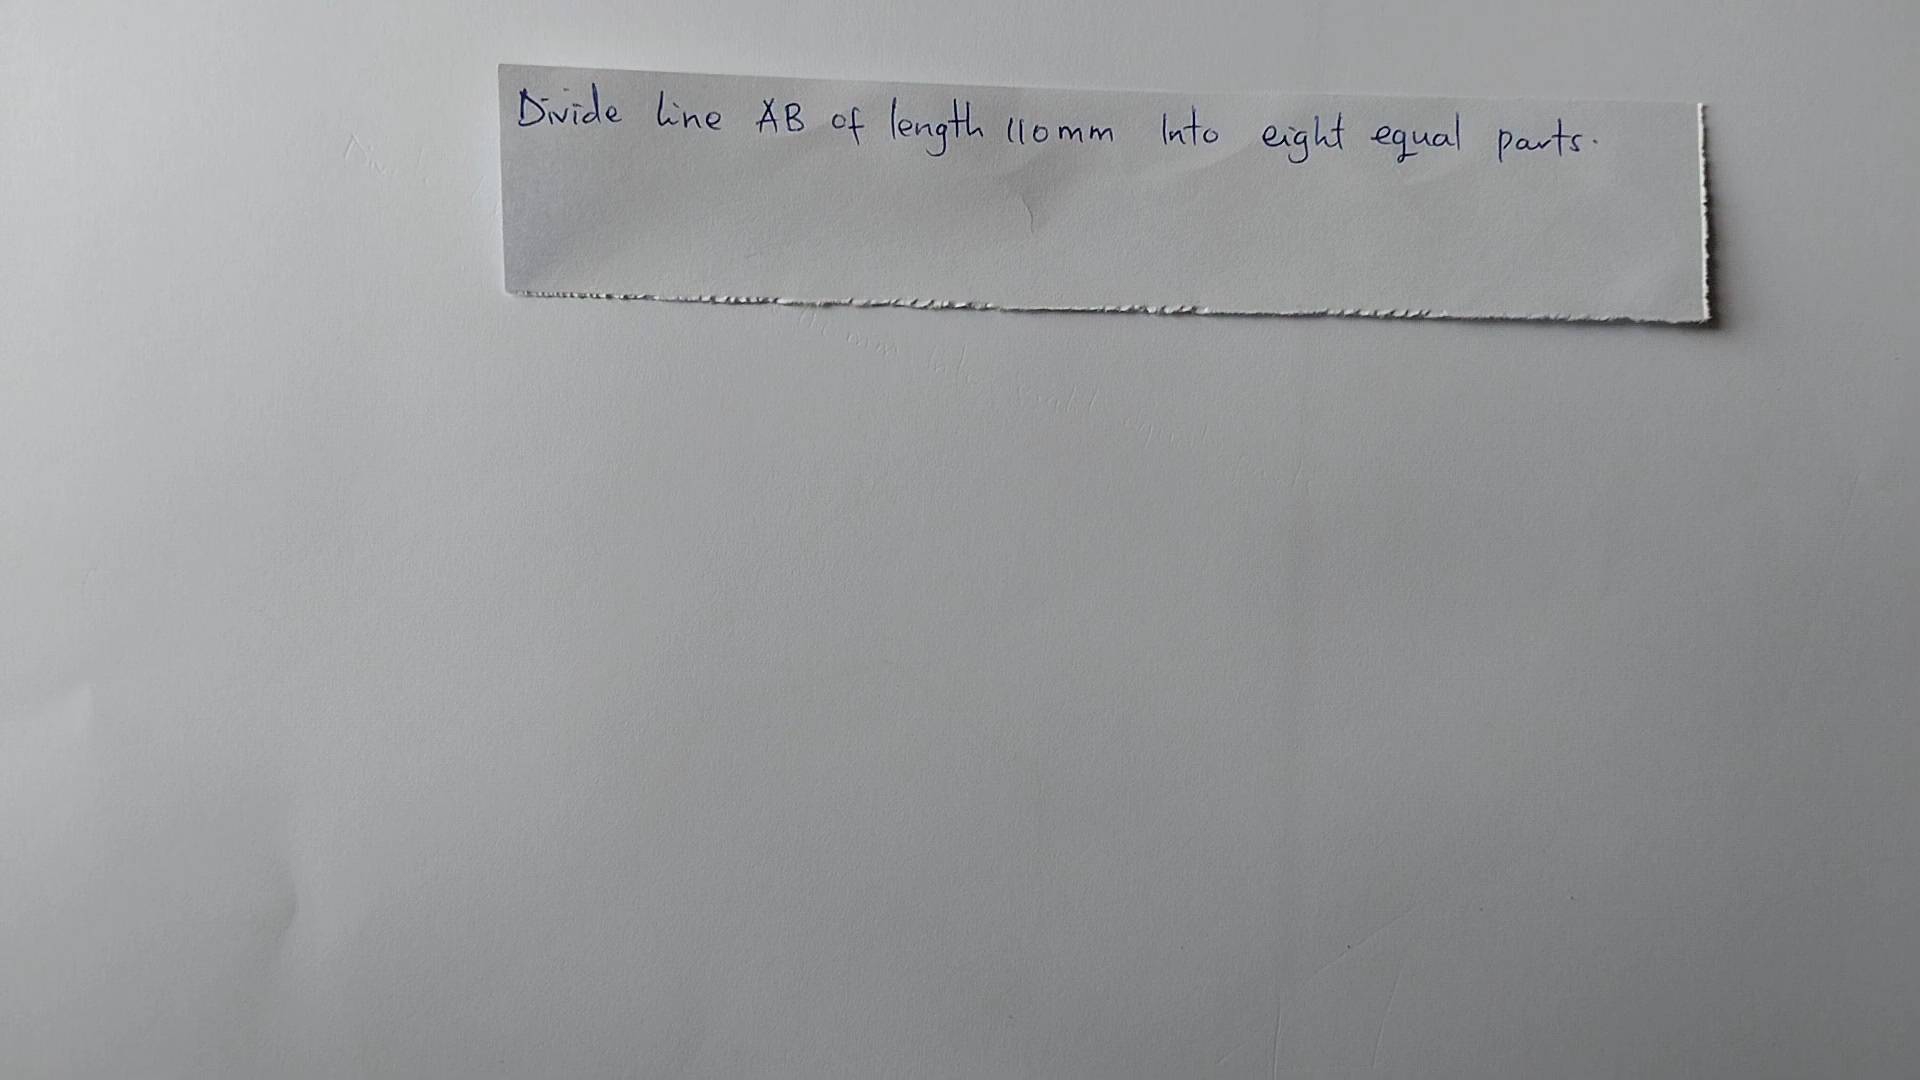 Divide line AB of length 110mm Into eight equal parts.